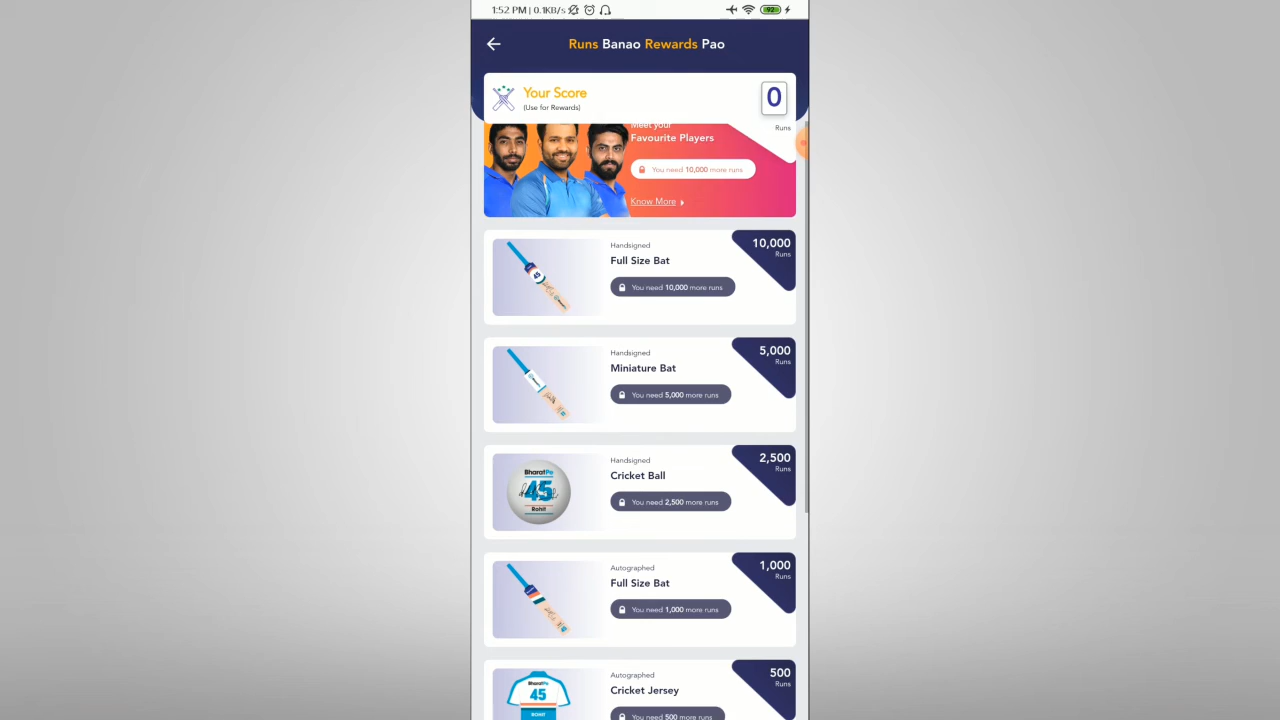 1:52 PM | 0.1KB/s
92
Runs Banao Rewards Pao
Your Score
(Use for Rewards)
0
Runs
Meet your
Favourite Players
You need 10,000 more runs
Know More
Handsigned
Full Size Bat
You need 10,000 more runs
10,000
Runs
45
Handsigned
Miniature Bat
You need 5,000 more runs
5,000
Runs
Handsigned
Cricket Ball
You need 2,500 more runs
2,500
Runs
BharatPe
45
Rohit
Autographed
Full Size Bat
You need 1,000 more runs
1,000
Runs
Autographed
Cricket Jersey
You need 500 more runs
500
Runs
BharatPe
45
ROHIT